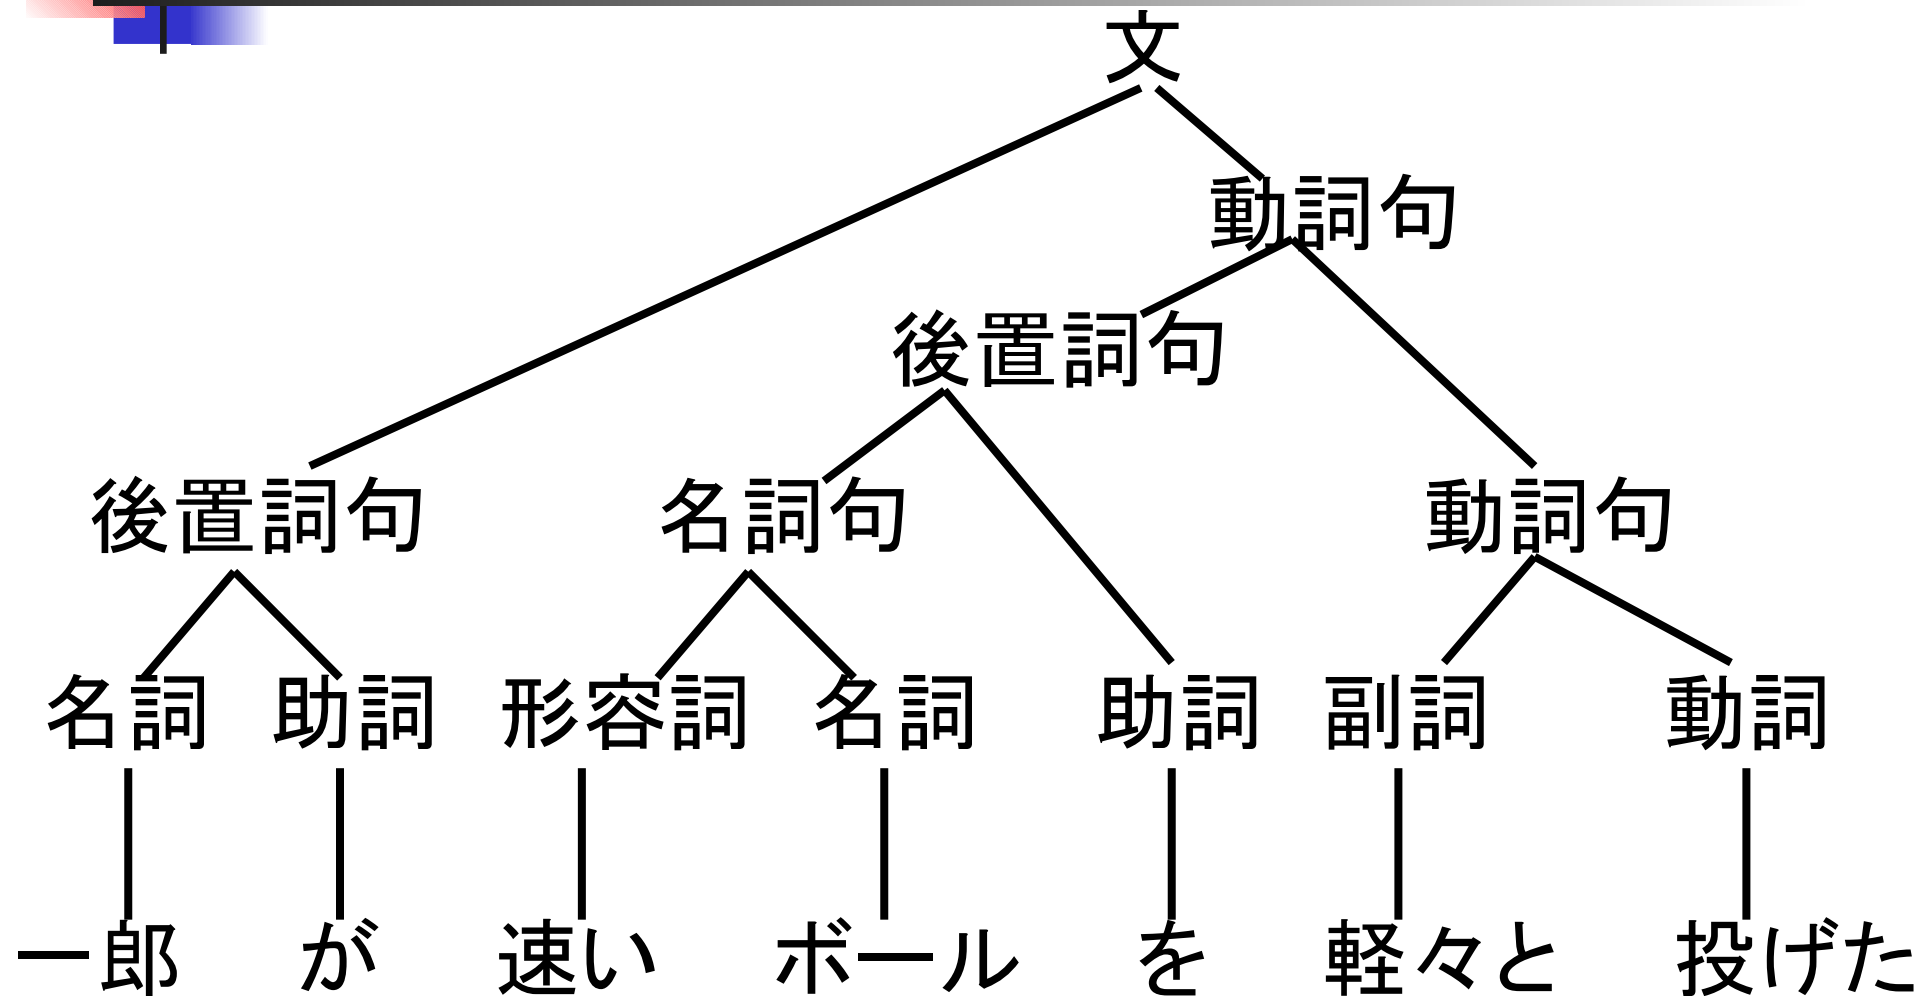 文
動詞句
後置詞句
後置詞句 名詞句 動詞句
名詞 助詞 形容詞 名詞 助詞 副詞 動詞
一郎 が 速い ボール を 軽々と 投げた